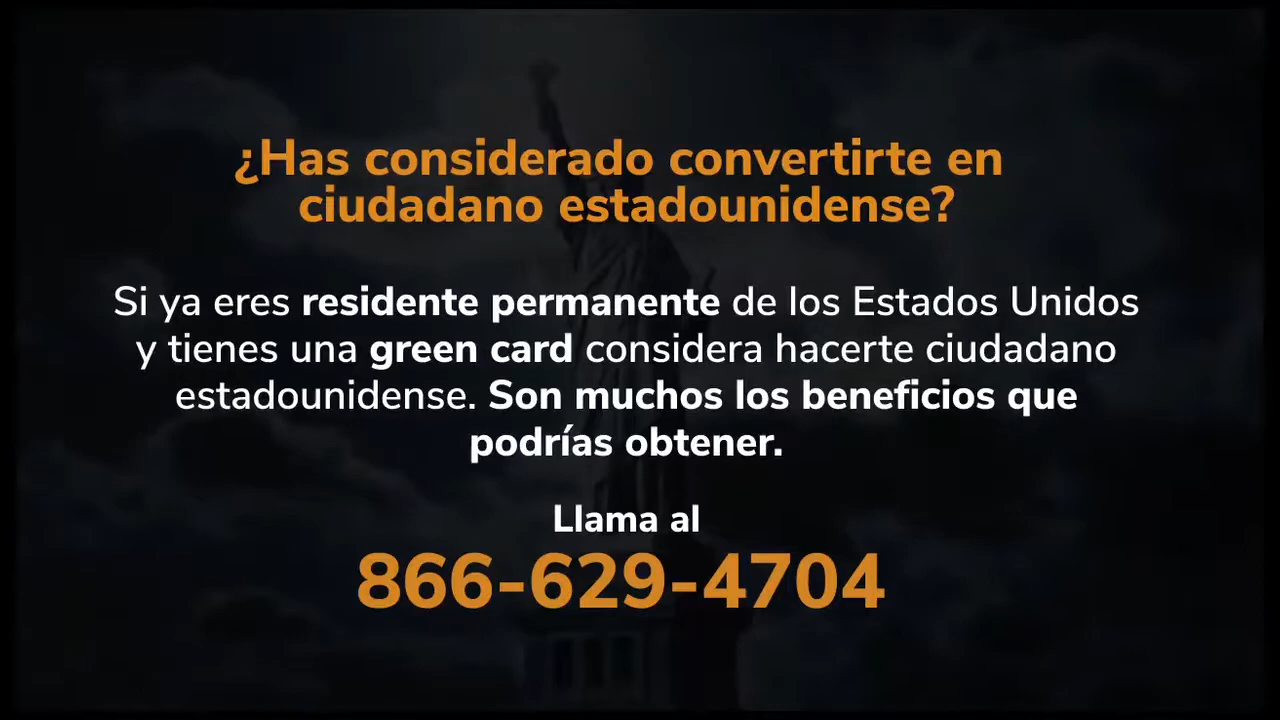 ¿Has considerado convertirte en
ciudadano estadounidense?
Si ya eres residente permanente de los Estados Unidos
y tienes una green card considera hacerte ciudadano
estadounidense. Son muchos los beneficios que
podrías obtener.
Llama al
866-629-4704